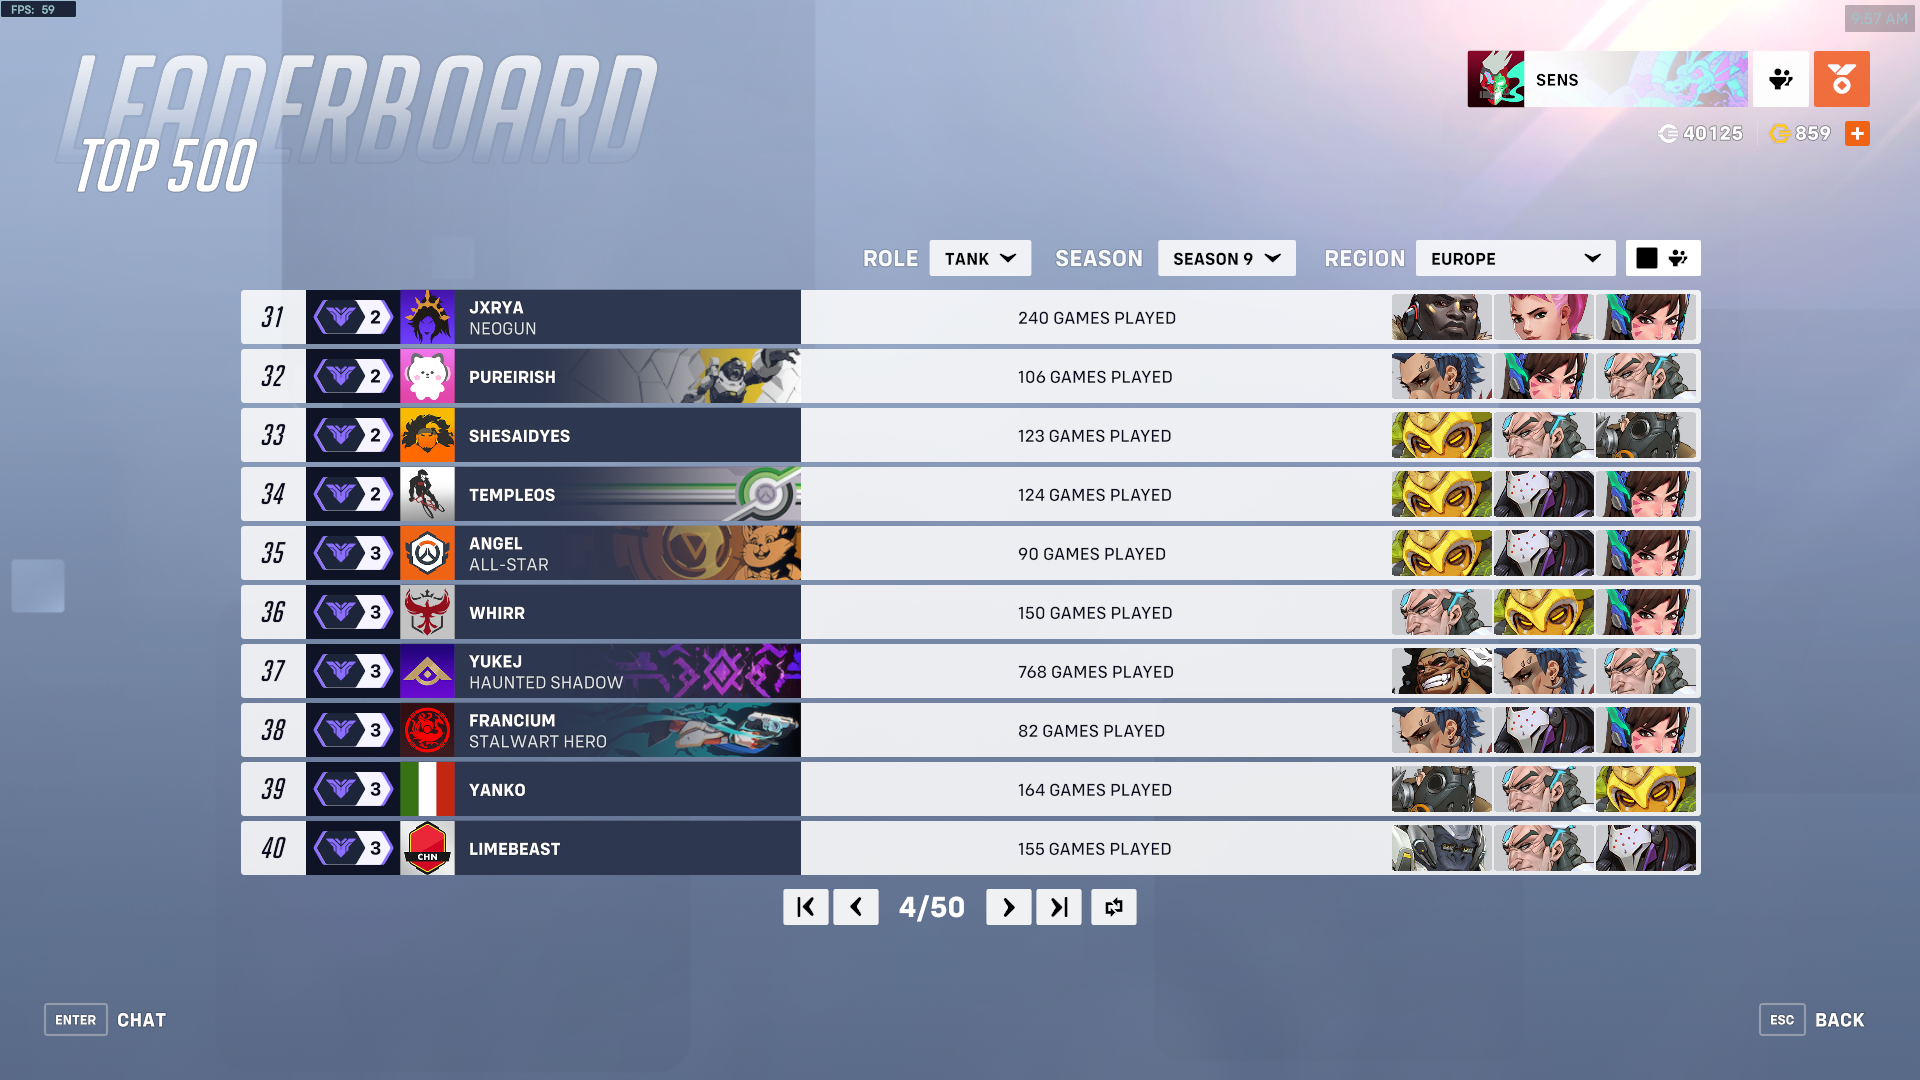 FPS: 59
9:57 AM
LEADERBOARD
TOP 500
SENS
40125
859
ROLE TANK SEASON SEASON 9 REGION EUROPE
31 2 JXRYA
NEOGUN
240 GAMES PLAYED
32 2 PUREIRISH 106 GAMES PLAYED
33 2 SHESAIDYES 123 GAMES PLAYED
34 2 TEMPLEOS 124 GAMES PLAYED
35 3 ANGEL
ALL-STAR
90 GAMES PLAYED
36 3 WHIRR 150 GAMES PLAYED
37 3 YUKEJ
HAUNTED SHADOW
768 GAMES PLAYED
38 3 FRANCIUM
STALWART HERO
82 GAMES PLAYED
39 3 YANKO 164 GAMES PLAYED
40 3 CHN LIMEBEAST 155 GAMES PLAYED
4/50
ENTER CHAT
ESC BACK